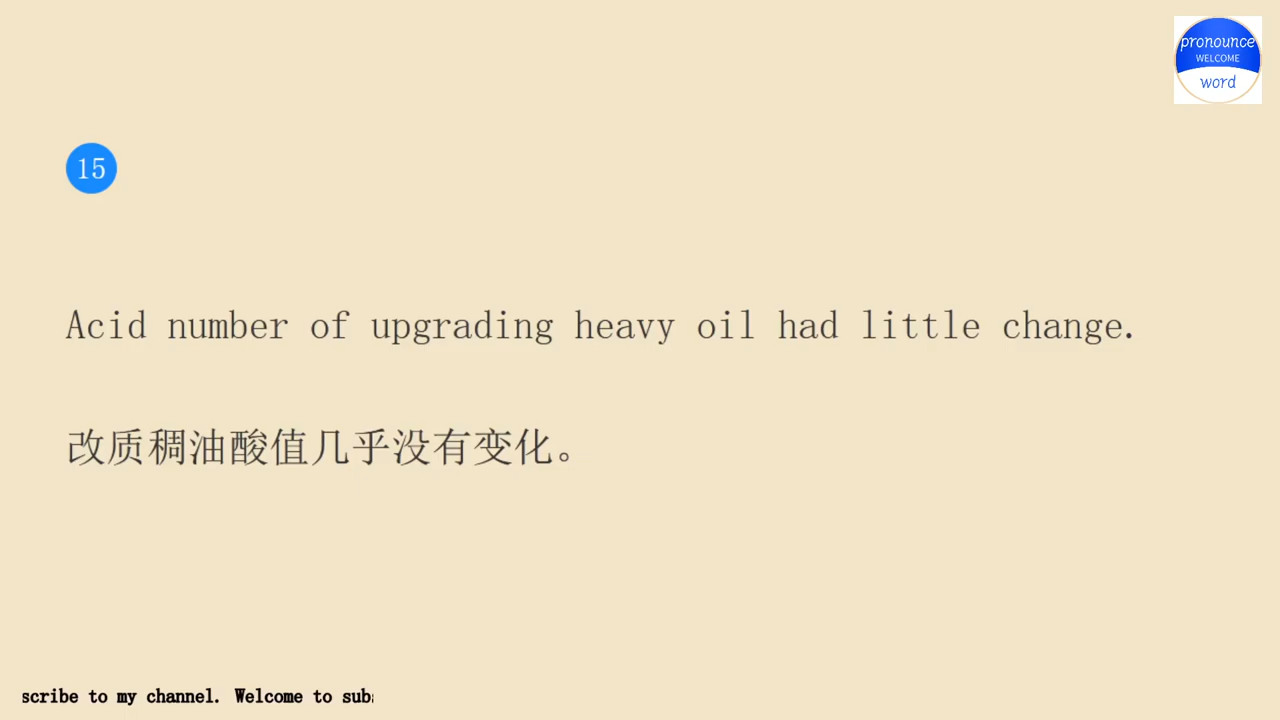 pronounce
WELCOME
word
15
Acid number of upgrading heavy oil had little change.
改质稠油酸值几乎没有变化。
scribe to my channel. Welcome to subs